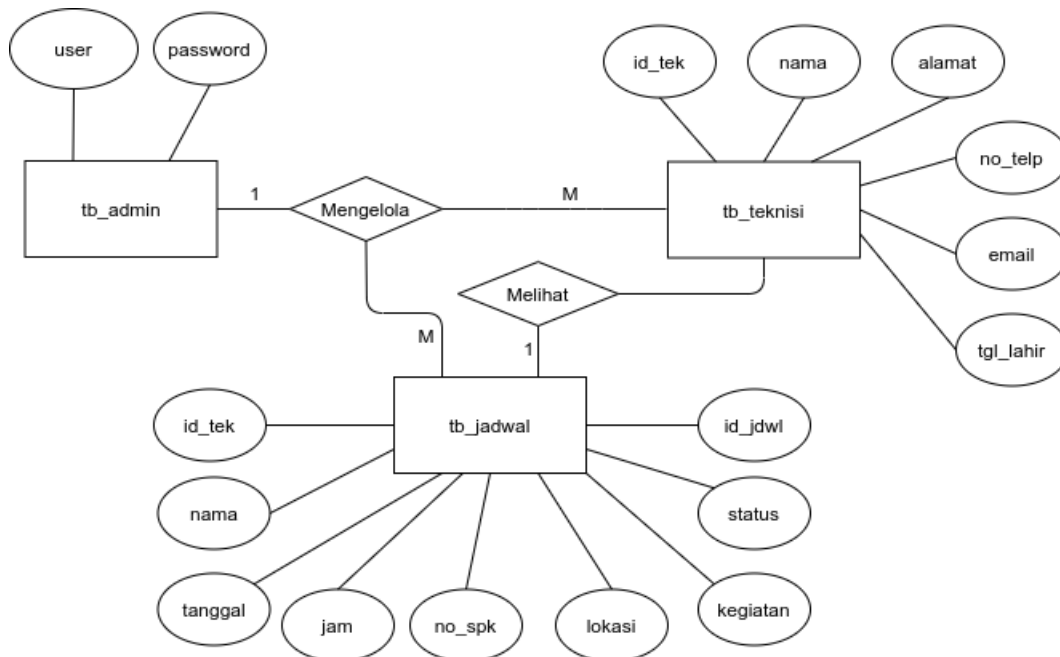 user
password
id_tek
nama
alamat
no_telp
tb_admin
1
Mengelola
M
tb_teknisi
email
Melihat
M
1
tgl_lahir
id_tek
tb_jadwal
id_jdwl
nama
status
tanggal
jam
no_spk
lokasi
kegiatan